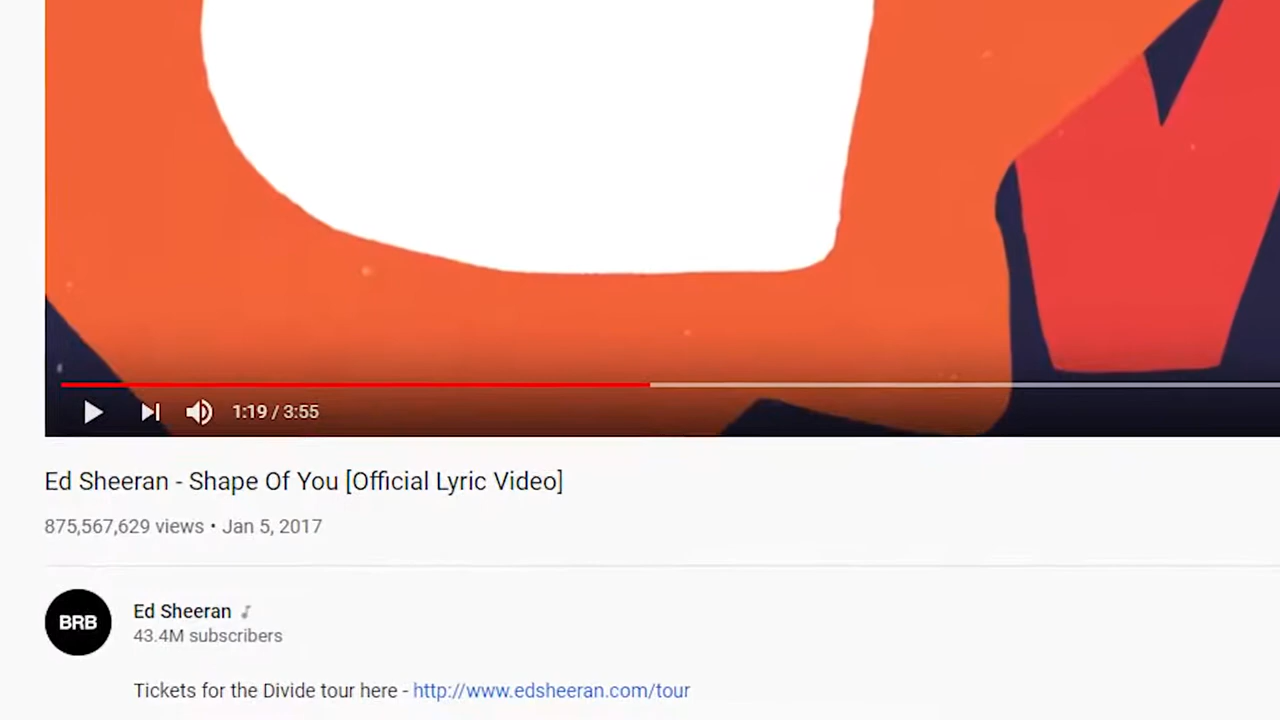 1:19 / 3:55
Ed Sheeran - Shape Of You [Official Lyric Video]
875,567,629 views • Jan 5, 2017
BRB
Ed Sheeran
43.4M subscribers
Tickets for the Divide tour here - http://www.edsheeran.com/tour